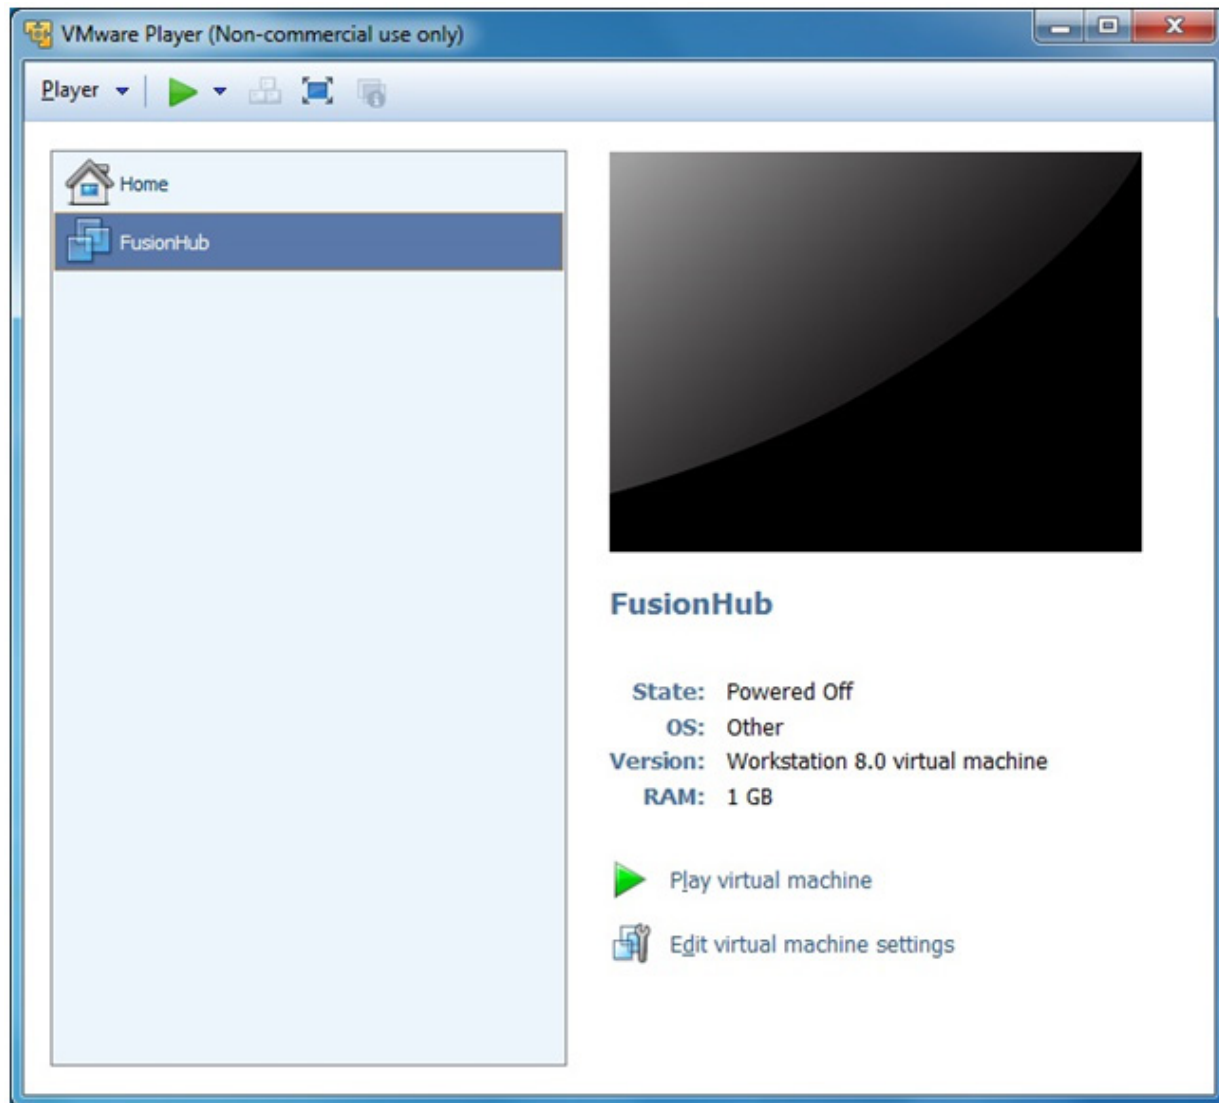 VMware Player (Non-commercial use only)
Player
Home
FusionHub
FusionHub
State: Powered Off
OS: Other
Version: Workstation 8.0 virtual machine
RAM: 1 GB
Play virtual machine
Edit virtual machine settings